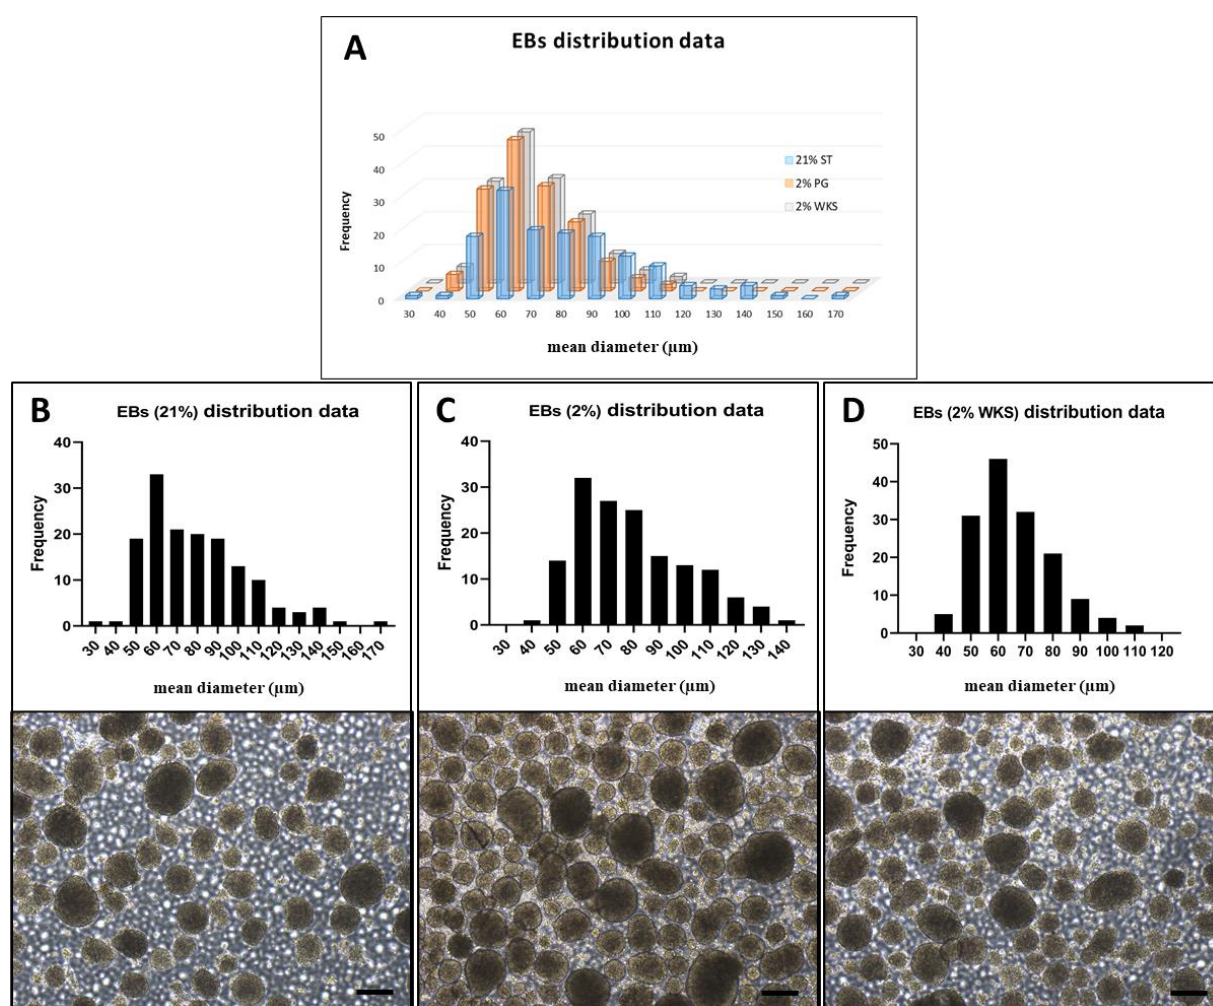 A
EBs distribution data
50
40
30
20
10
0
Frequency
21% ST
2% PG
2% WKS
30 40 50 60 70 80 90 100 110 120 130 140 150 160 170
mean diameter (µm)
B
EBs (21%) distribution data
40
30
20
10
0
Frequency
30 40 50 60 70 80 90 100 110 120 130 140 150 160 170
mean diameter (µm)
C
EBs (2%) distribution data
40
30
20
10
0
Frequency
30 40 50 60 70 80 90 100 110 120 130 140
mean diameter (µm)
D
EBs (2% WKS) distribution data
50
40
30
20
10
0
Frequency
30 40 50 60 70 80 90 100 110 120
mean diameter (µm)